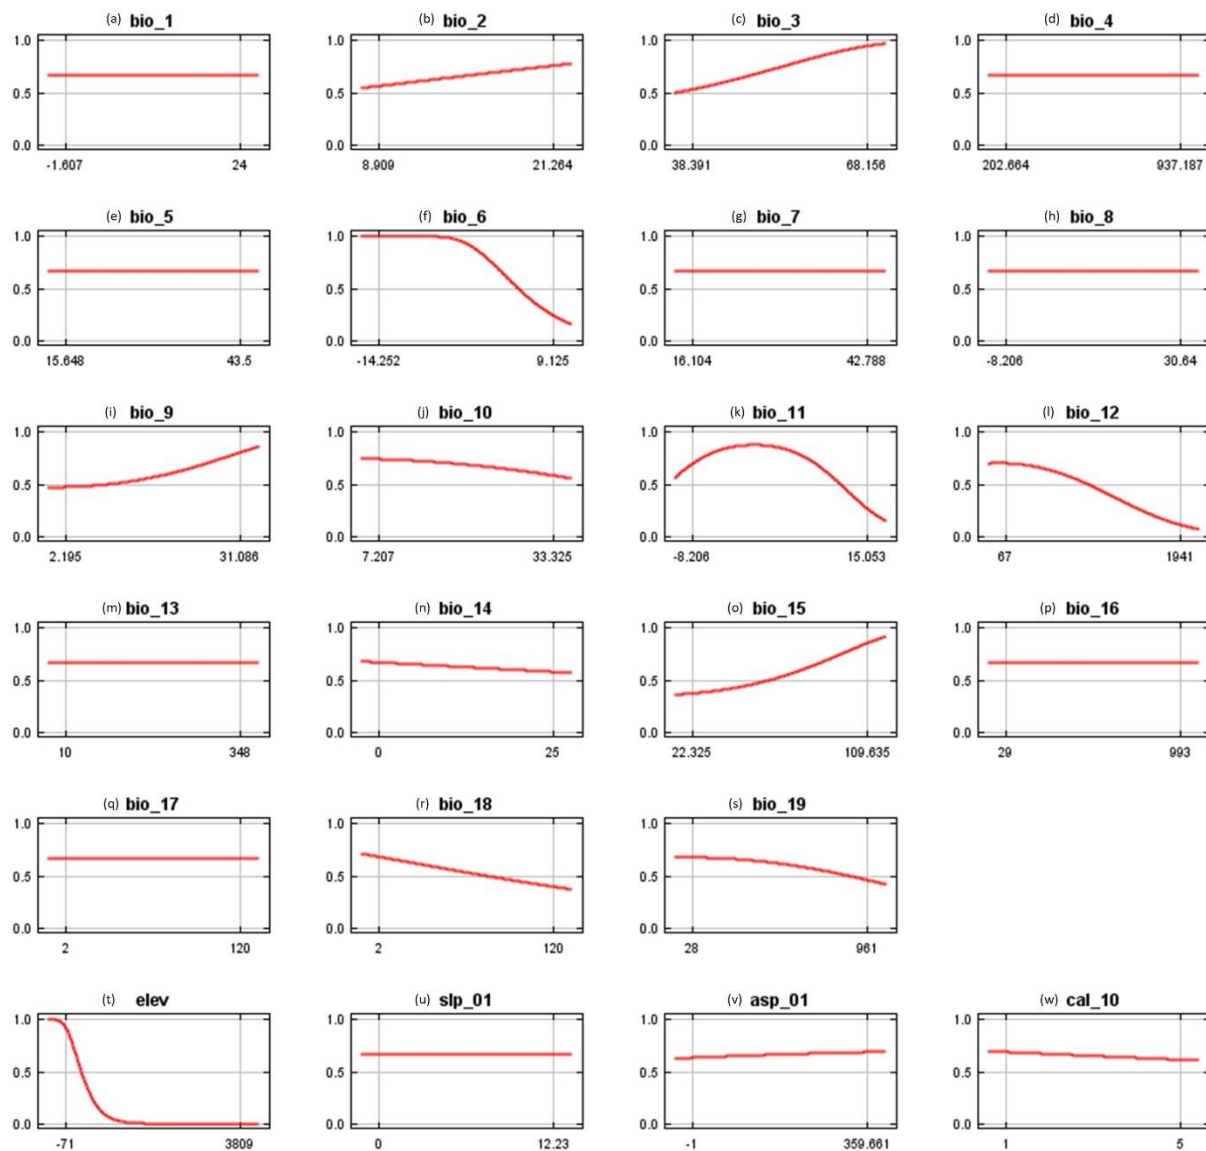 (a) bio_1 (b) bio_2 (c) bio_3 (d) bio_4
1.0 1.0 1.0 1.0
0.5 0.5 0.5 0.5
0.0 0.0 0.0 0.0
-1.607 24 8.909 21.264 38.391 68.156 202.664 937.187
(e) bio_5 (f) bio_6 (g) bio_7 (h) bio_8
1.0 1.0 1.0 1.0
0.5 0.5 0.5 0.5
0.0 0.0 0.0 0.0
15.648 43.5 -14.252 9.125 16.104 42.788 -8.206 30.64
(i) bio_9 (j) bio_10 (k) bio_11 (l) bio_12
1.0 1.0 1.0 1.0
0.5 0.5 0.5 0.5
0.0 0.0 0.0 0.0
2.195 31.086 7.207 33.325 -8.206 15.053 67 1941
(m) bio_13 (n) bio_14 (o) bio_15 (p) bio_16
1.0 1.0 1.0 1.0
0.5 0.5 0.5 0.5
0.0 0.0 0.0 0.0
10 348 0 25 22.325 109.635 29 993
(q) bio_17 (r) bio_18 (s) bio_19
1.0 1.0 1.0
0.5 0.5 0.5
0.0 0.0 0.0
2 120 2 120 28 961
(t) elev (u) slp_01 (v) asp_01 (w) cal_10
1.0 1.0 1.0 1.0
0.5 0.5 0.5 0.5
0.0 0.0 0.0 0.0
-71 3809 0 12.23 -1 359.661 1 5